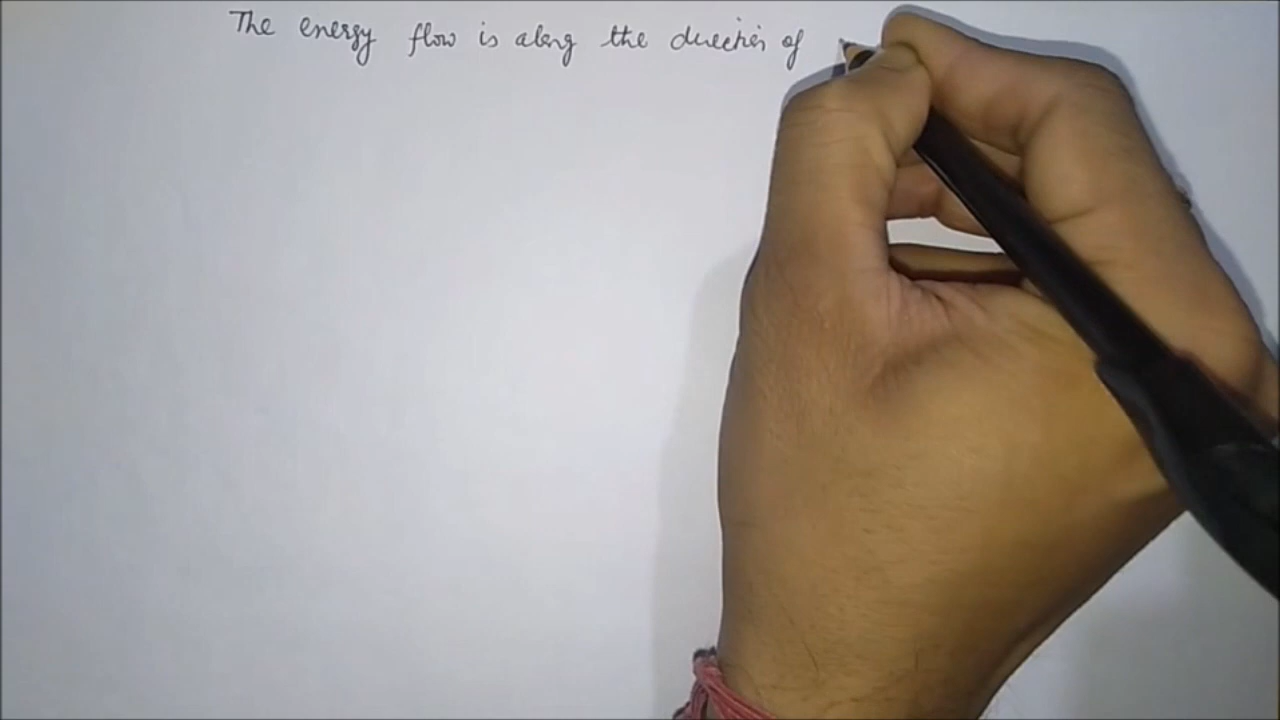 The energy flow is along the direction of